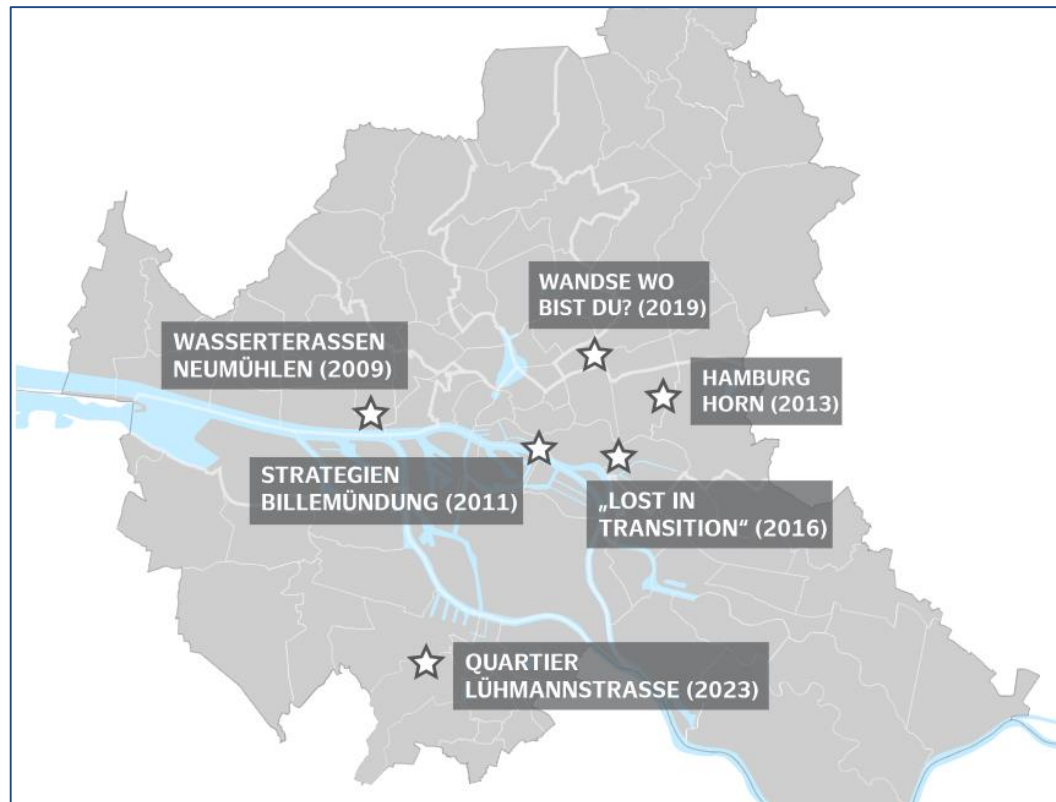 WANDSE WO
BIST DU? (2019)
WASSERTERASSEN
NEUMÜHLEN (2009)
HAMBURG
HORN (2013)
STRATEGIEN
BILLEMÜNDUNG (2011)
„LOST IN
TRANSITION“ (2016)
QUARTIER
LÜHMANNSTRASSE (2023)